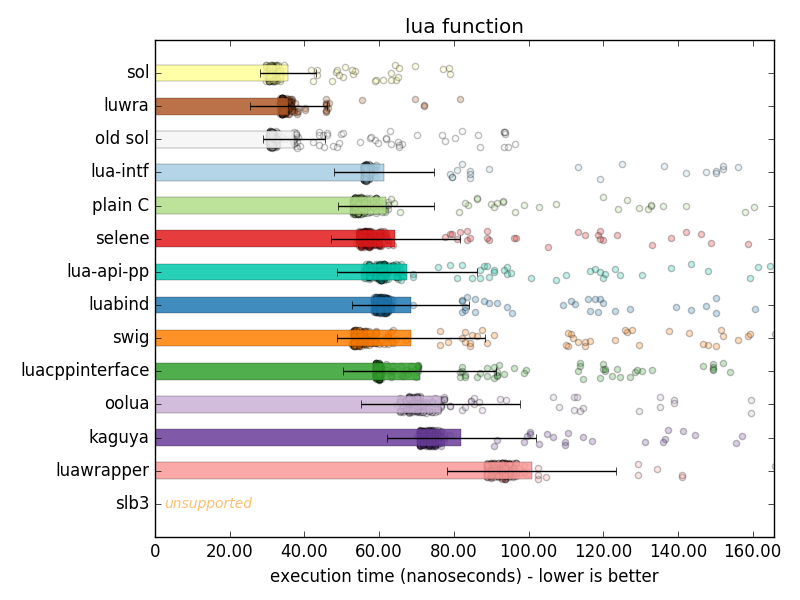 lua function
sol
luwra
old sol
lua-intf
plain C
selene
lua-api-pp
luabind
swig
luacppinterface
oolua
kaguya
luawrapper
slb3 unsupported
0 20.00 40.00 60.00 80.00 100.00 120.00 140.00 160.00
execution time (nanoseconds) - lower is better